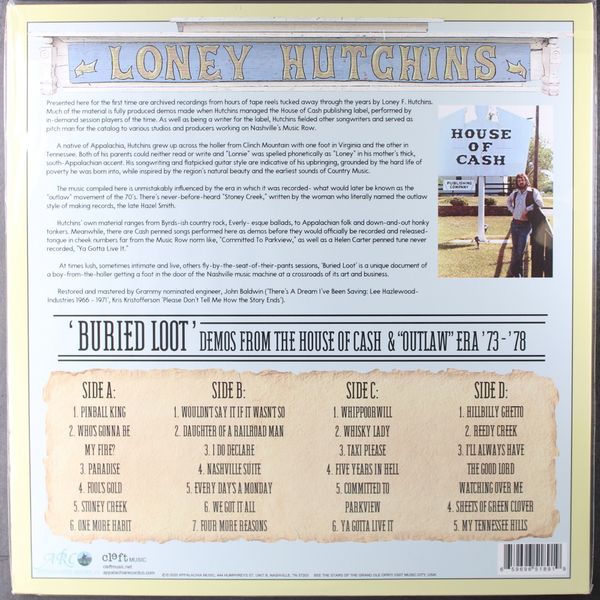 LONEY HUTCHINS
Presented here for the first time are archived recordings from hours of tape reels tucked away through the years by Loney F. Hutchins.
Much of the material is fully produced demos made when Hutchins managed the House of Cash publishing label, performed by
in-demand session players of the time. As well as being a writer for the label, Hutchins fielded other songwriters and served as
pitch man for the catalog to various studios and producers working on Nashville's Music Row.
A native of Appalachia, Hutchins grew up across the holler from Clinch Mountain with one foot in Virginia and the other in
Tennessee. Both of his parents could neither read or write and "Lonnie" was spelled phonetically as "Loney" in his mother's thick,
south-Appalachian accent. His songwriting and flatpicked guitar style are indicative of his upbringing, grounded by the hard life of
poverty he was born into, while inspired by the region's natural beauty and the earliest sounds of Country Music.
The music compiled here is unmistakably influenced by the era in which it was recorded- what would later be known as the
"outlaw" movement of the 70's. There's never-before-heard "Stoney Creek," written by the woman who literally named the outlaw
style of making records, the late Hazel Smith.
Hutchins' own material ranges from Byrds-ish country rock, Everly- esque ballads, to Appalachian folk and down-and-out honky
tonkers. Meanwhile, there are Cash penned songs performed here as demos before they would officially be recorded and released-
tongue in cheek numbers far from the Music Row norm like, "Committed To Parkview," as well as a Helen Carter penned tune never
recorded, "Ya Gotta Live It."
At times lush, sometimes intimate and live, others fly-by-the-seat-of-their-pants sessions, 'Buried Loot' is a unique document of
a boy-from-the-holler getting a foot in the door of the Nashville music machine at a crossroads of its art and business.
Restored and mastered by Grammy nominated engineer, John Baldwin ('There's A Dream I've Been Saving: Lee Hazlewood-
Industries 1966 - 1971', Kris Kristofferson 'Please Don't Tell Me How the Story Ends').
HOUSE
OF
CASH
PUBLISHING
COMPANY
'BURIED LOOT' DEMOS FROM THE HOUSE OF CASH & "OUTLAW" ERA '73-'78
SIDE A:
1. PINBALL KING
2. WHO'S GONNA BE
MY FIRE?
3. PARADISE
4. FOOL'S GOLD
5. STONEY CREEK
6. ONE MORE HABIT
SIDE B:
1. WOULDN'T SAY IT IF IT WASN'T SO
2. DAUGHTER OF A RAILROAD MAN
3. I DO DECLARE
4. NASHVILLE SUITE
5. EVERY DAY'S A MONDAY
6. WE GOT IT ALL
7. FOUR MORE REASONS
SIDE C:
1. WHIPPOORWILL
2. WHISKY LADY
3. TAXI PLEASE
4. FIVE YEARS IN HELL
5. COMMITTED TO
PARKVIEW
6. YA GOTTA LIVE IT
SIDE D:
1. HILLBILLY GHETTO
2. REEDY CREEK
3. I'LL ALWAYS HAVE
THE GOOD LORD
WATCHING OVER ME
4. SHEETS OF GREEN CLOVER
5. MY TENNESSEE HILLS
ARC
cleft MUSIC
cleftmusic.net
appalachiarecordco.com